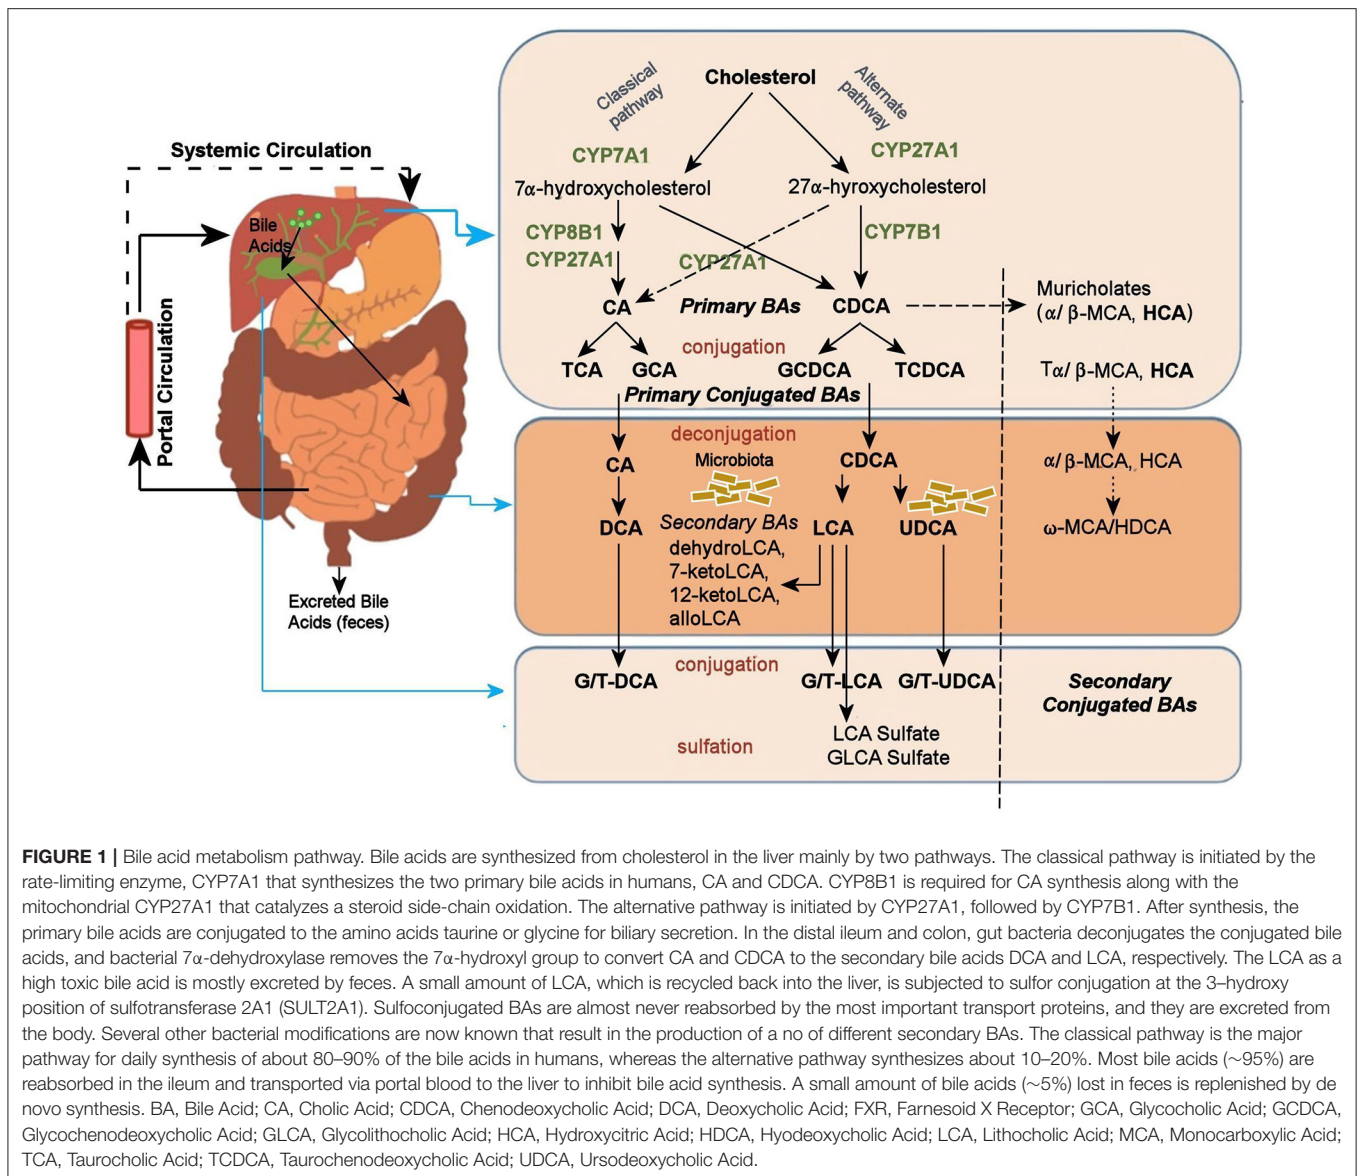 Cholesterol
Classical
pathway
Alternate
pathway
Systemic Circulation
CYP7A1
CYP27A1
7α-hydroxycholesterol
27α-hyroxycholesterol
Bile
Acids
CYP8B1
CYP7B1
CYP27A1
CYP27A1
Portal Circulation
CA
Primary BAs
CDCA
Muricholates
(α/ β-MCA, HCA)
conjugation
TCA
GCA
GCDCA
TCDCA
Tα/ β-MCA, HCA
Primary Conjugated BAs
deconjugation
CA
Microbiota
CDCA
α/ β-MCA, HCA
DCA
Secondary BAs
LCA
UDCA
ω-MCA/HDCA
dehydroLCA,
7-ketoLCA,
12-ketoLCA,
alloLCA
Excreted Bile
Acids (feces)
conjugation
G/T-DCA
G/T-LCA
G/T-UDCA
Secondary
Conjugated BAs
sulfation
LCA Sulfate
GLCA Sulfate
FIGURE 1 | Bile acid metabolism pathway. Bile acids are synthesized from cholesterol in the liver mainly by two pathways. The classical pathway is initiated by the
rate-limiting enzyme, CYP7A1 that synthesizes the two primary bile acids in humans, CA and CDCA. CYP8B1 is required for CA synthesis along with the
mitochondrial CYP27A1 that catalyzes a steroid side-chain oxidation. The alternative pathway is initiated by CYP27A1, followed by CYP7B1. After synthesis, the
primary bile acids are conjugated to the amino acids taurine or glycine for biliary secretion. In the distal ileum and colon, gut bacteria deconjugates the conjugated bile
acids, and bacterial 7α-dehydroxylase removes the 7α-hydroxyl group to convert CA and CDCA to the secondary bile acids DCA and LCA, respectively. The LCA as a
high toxic bile acid is mostly excreted by feces. A small amount of LCA, which is recycled back into the liver, is subjected to sulfor conjugation at the 3–hydroxy
position of sulfotransferase 2A1 (SULT2A1). Sulfoconjugated BAs are almost never reabsorbed by the most important transport proteins, and they are excreted from
the body. Several other bacterial modifications are now known that result in the production of a no of different secondary BAs. The classical pathway is the major
pathway for daily synthesis of about 80–90% of the bile acids in humans, whereas the alternative pathway synthesizes about 10–20%. Most bile acids (∼95%) are
reabsorbed in the ileum and transported via portal blood to the liver to inhibit bile acid synthesis. A small amount of bile acids (∼5%) lost in feces is replenished by de
novo synthesis. BA, Bile Acid; CA, Cholic Acid; CDCA, Chenodeoxycholic Acid; DCA, Deoxycholic Acid; FXR, Farnesoid X Receptor; GCA, Glycocholic Acid; GCDCA,
Glycochenodeoxycholic Acid; GLCA, Glycolithocholic Acid; HCA, Hydroxycitric Acid; HDCA, Hyodeoxycholic Acid; LCA, Lithocholic Acid; MCA, Monocarboxylic Acid;
TCA, Taurocholic Acid; TCDCA, Taurochenodeoxycholic Acid; UDCA, Ursodeoxycholic Acid.